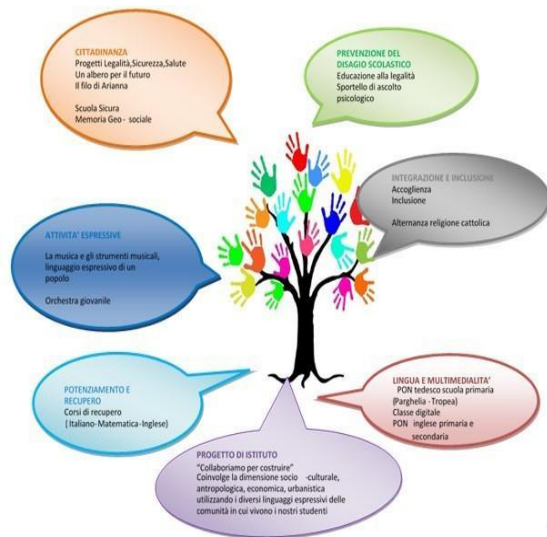 CITTADINANZA
Progetti Legalità,Sicurezza,Salute
Un albero per il futuro
Il filo di Arianna
Scuola Sicura
Memoria Geo - sociale
PREVENZIONE DEL
DISAGIO SCOLASTICO
Educazione alla legalità
Sportello di ascolto
psicologico
INTEGRAZIONE E INCLUSIONE
Accoglienza
Inclusione
Alternanza religione cattolica
ATTIVITA' ESPRESSIVE
La musica e gli strumenti musicali,
linguaggio espressivo di un
popolo
Orchestra giovanile
POTENZIAMENTO E
RECUPERO
Corsi di recupero
( Italiano- Matematica -Inglese)
LINGUA E MULTIMEDIALITA'
PON tedesco scuola primaria
(Parghelia - Tropea)
Classe digitale
PON inglese primaria e
secondaria
PROGETTO DI ISTITUTO
"Collaboriamo per costruire"
Coinvolge la dimensione socio -culturale,
antropologica, economica, urbanistica
utilizzando i diversi linguaggi espressivi delle
comunità in cui vivono i nostri studenti